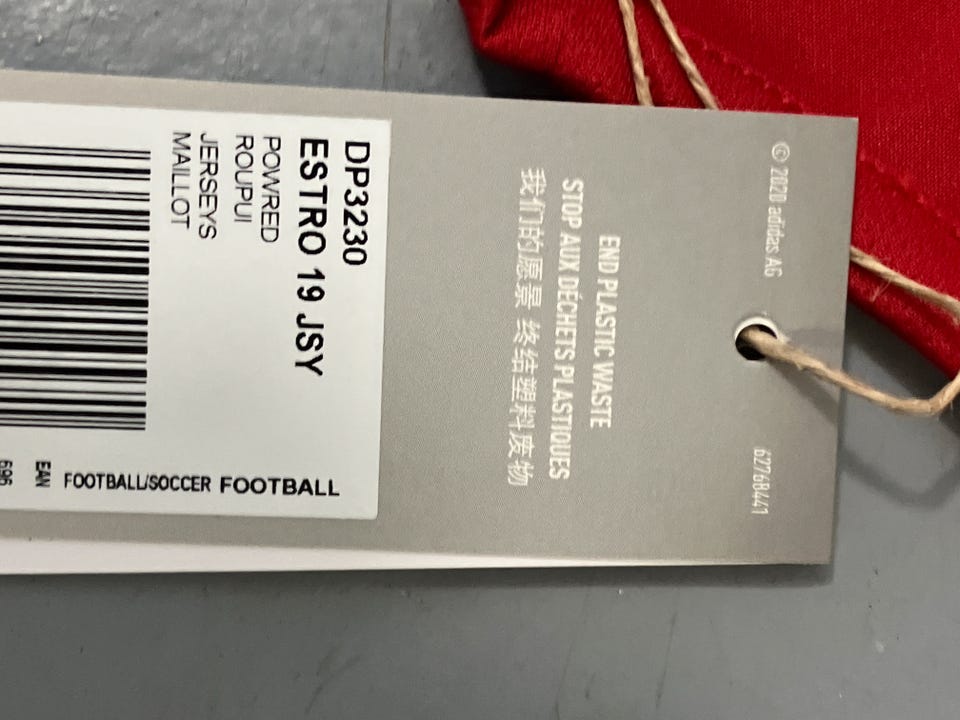 © 2020 adidas AG
62768441
END PLASTIC WASTE
STOP AUX DÉCHETS PLASTIQUES
我们的愿景 终结塑料废物
DP3230
ESTRO 19 JSY
POWRED
ROUPUI
JERSEYS
MAILLOT
FOOTBALL/SOCCER FOOTBALL
EAN
696